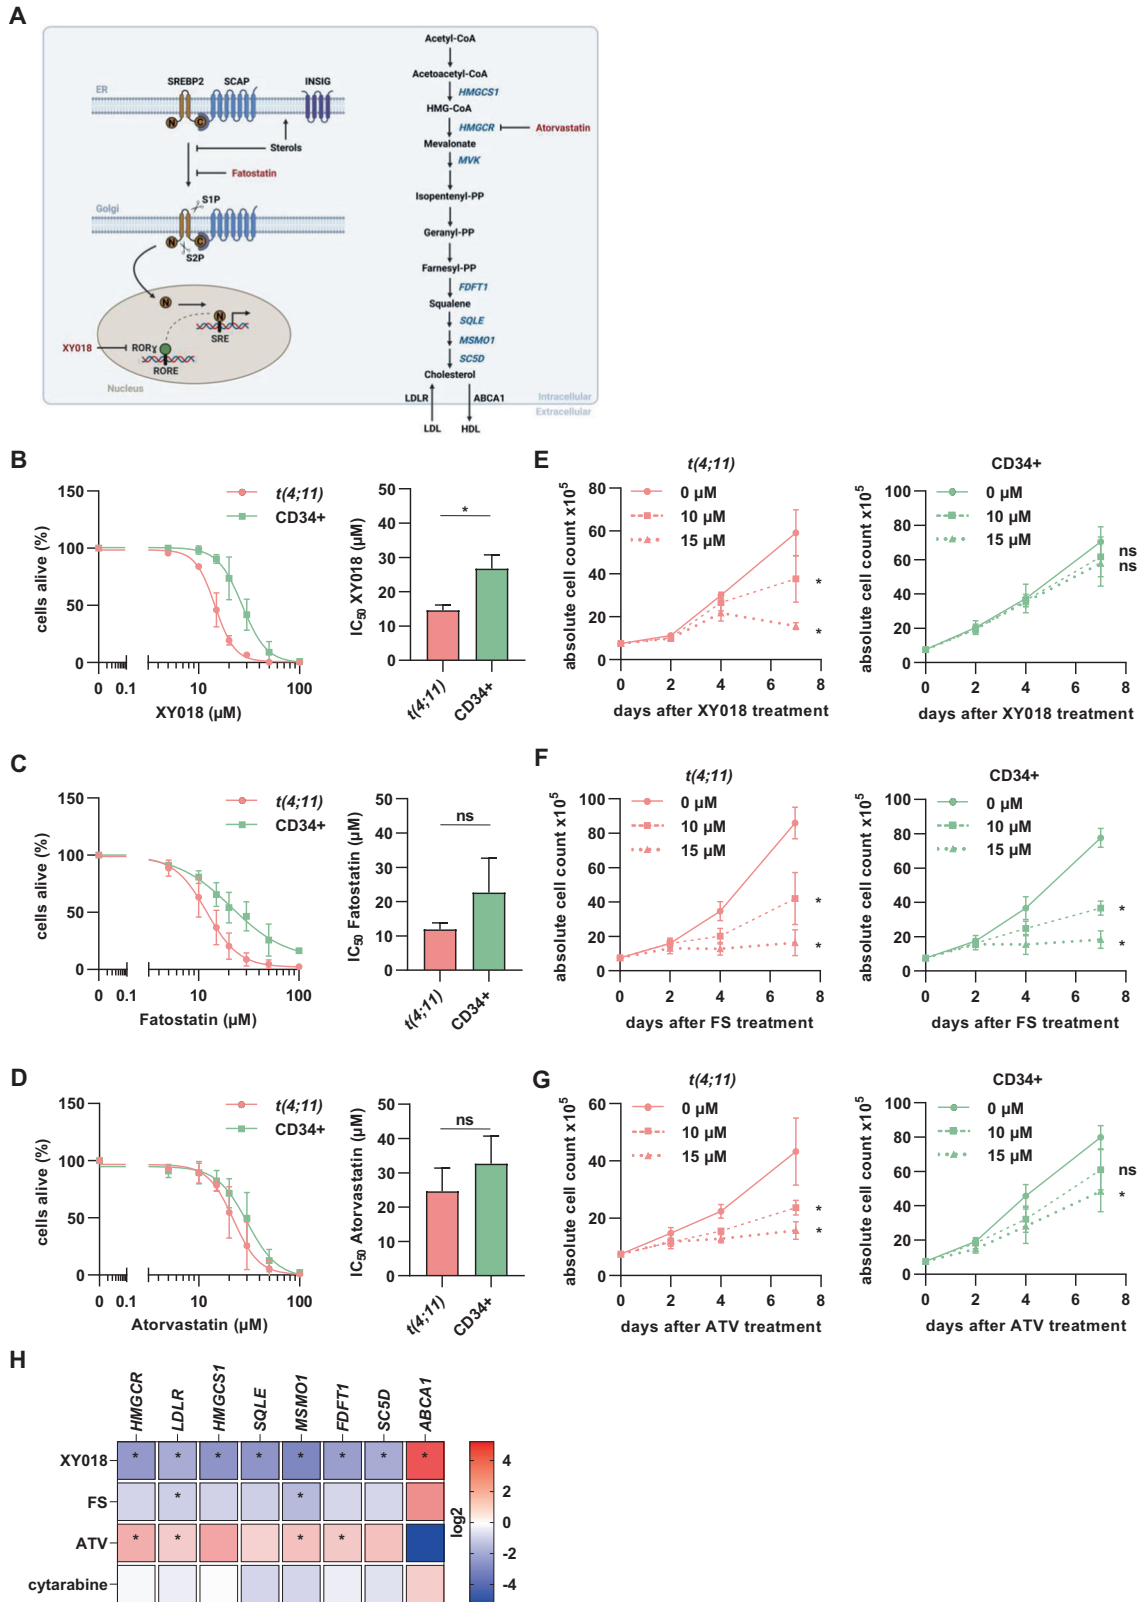 A
Acetyl-CoA
Acetoacetyl-CoA
HMGCS1
HMG-CoA
HMGCR
Atorvastatin
Mevalonate
MVK
Isopentenyl-PP
Geranyl-PP
Farnesyl-PP
FDFT1
Squalene
SQLE
MSMO1
SC5D
Cholesterol
LDLR
ABCA1
Intracellular
Extracellular
LDL
HDL
ER
SREBP2
SCAP
INSIG
N
C
Sterols
Fatostatin
Golgi
S1P
N
C
S2P
N
N
SRE
XY018
RORγ
RORE
Nucleus
B
150
100
50
0
cells alive (%)
t(4;11)
CD34+
0 0.1 10 100
XY018 (µM)
50
40
30
20
10
0
IC50 XY018 (µM)
*
t(4;11)
CD34+
E
t(4;11)
80
60
40
20
0
absolute cell count x10⁵
0 µM
10 µM
15 µM
*
*
0 2 4 6 8
days after XY018 treatment
CD34+
100
80
60
40
20
0
absolute cell count x10⁵
0 µM
10 µM
15 µM
ns
ns
0 2 4 6 8
days after XY018 treatment
C
150
100
50
0
cells alive (%)
t(4;11)
CD34+
0 0.1 10 100
Fatostatin (µM)
50
40
30
20
10
0
IC50 Fatostatin (µM)
ns
t(4;11)
CD34+
F
t(4;11)
100
80
60
40
20
0
absolute cell count x10⁵
0 µM
10 µM
15 µM
*
*
0 2 4 6 8
days after FS treatment
CD34+
100
80
60
40
20
0
absolute cell count x10⁵
0 µM
10 µM
15 µM
*
*
0 2 4 6 8
days after FS treatment
D
150
100
50
0
cells alive (%)
t(4;11)
CD34+
0 0.1 10 100
Atorvastatin (µM)
50
40
30
20
10
0
IC50 Atorvastatin (µM)
ns
t(4;11)
CD34+
G
t(4;11)
60
40
20
0
absolute cell count x10⁵
0 µM
10 µM
15 µM
*
*
0 2 4 6 8
days after ATV treatment
CD34+
100
80
60
40
20
0
absolute cell count x10⁵
0 µM
10 µM
15 µM
ns
*
0 2 4 6 8
days after ATV treatment
H
HMGCR LDLR HMGCS1 SQLE MSMO1 FDFT1 SC5D ABCA1
XY018 * * * * * * * *
FS * *
ATV * * * *
cytarabine
log2
4
2
0
-2
-4